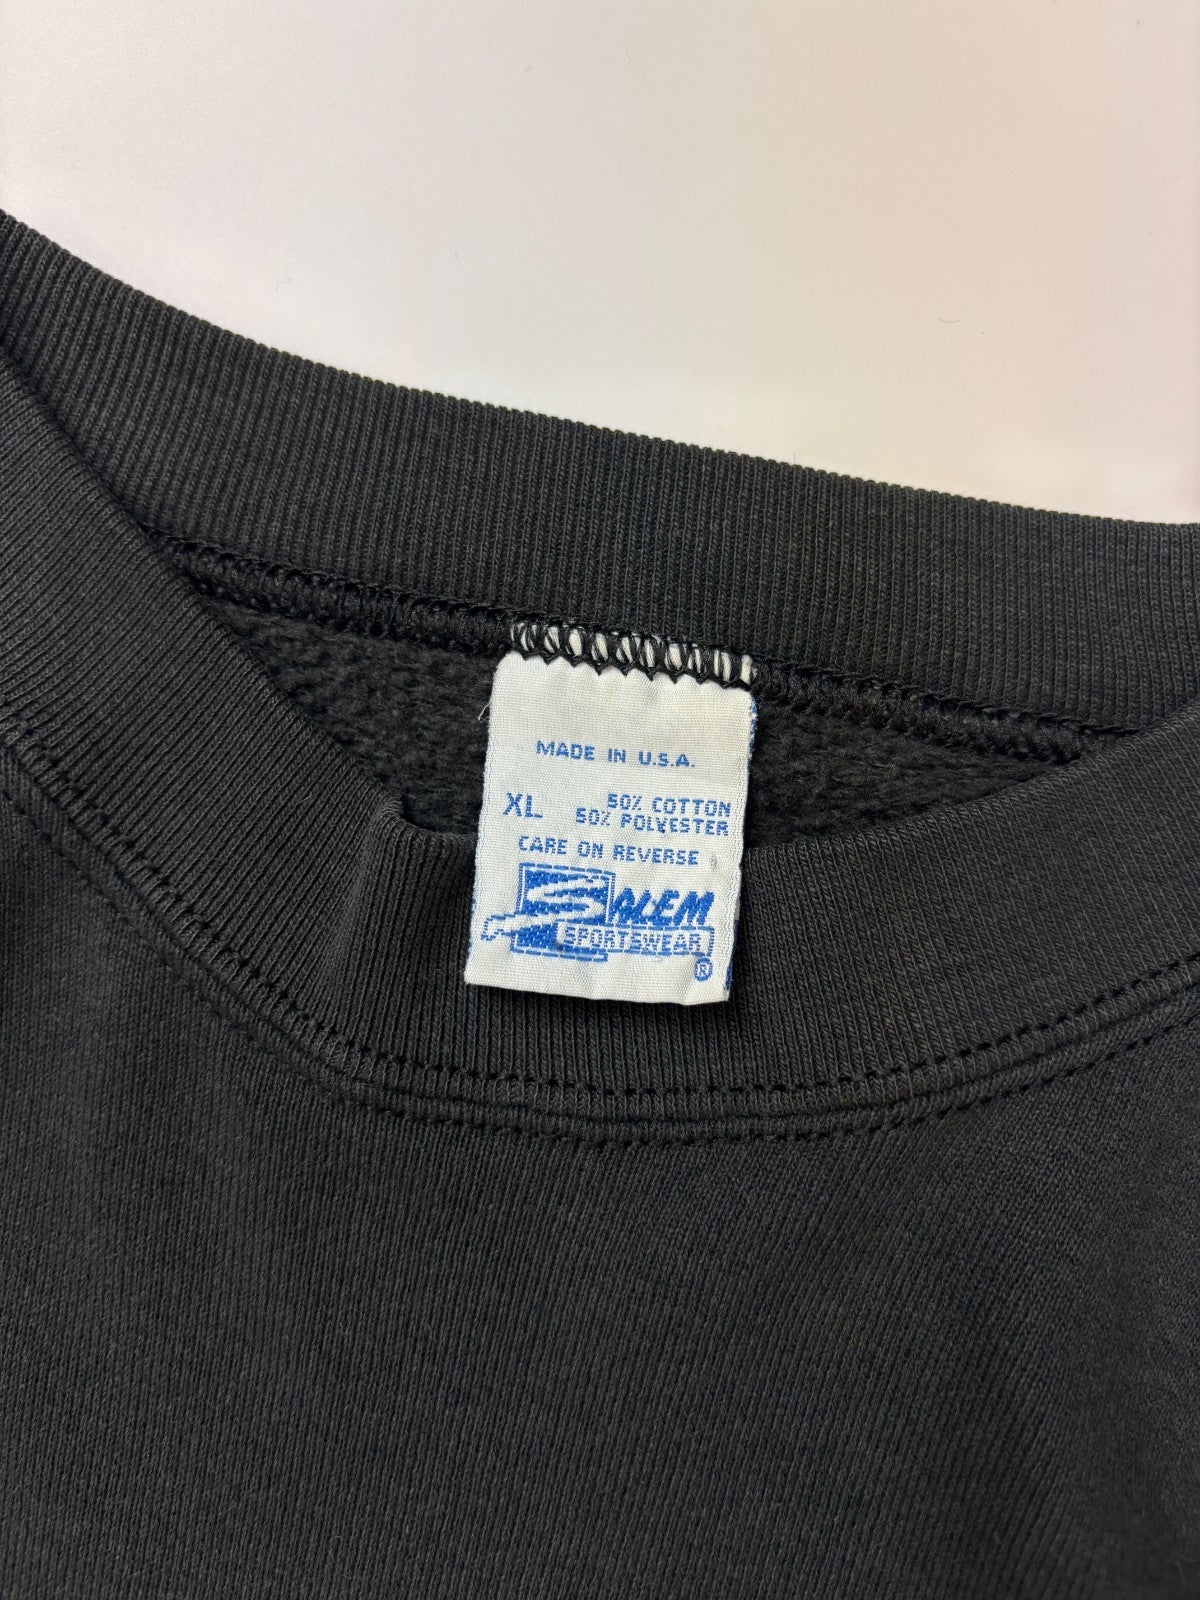 MADE IN U.S.A.
XL 50% COTTON
50% POLYESTER
CARE ON REVERSE
SALEM
SPORTSWEAR
®